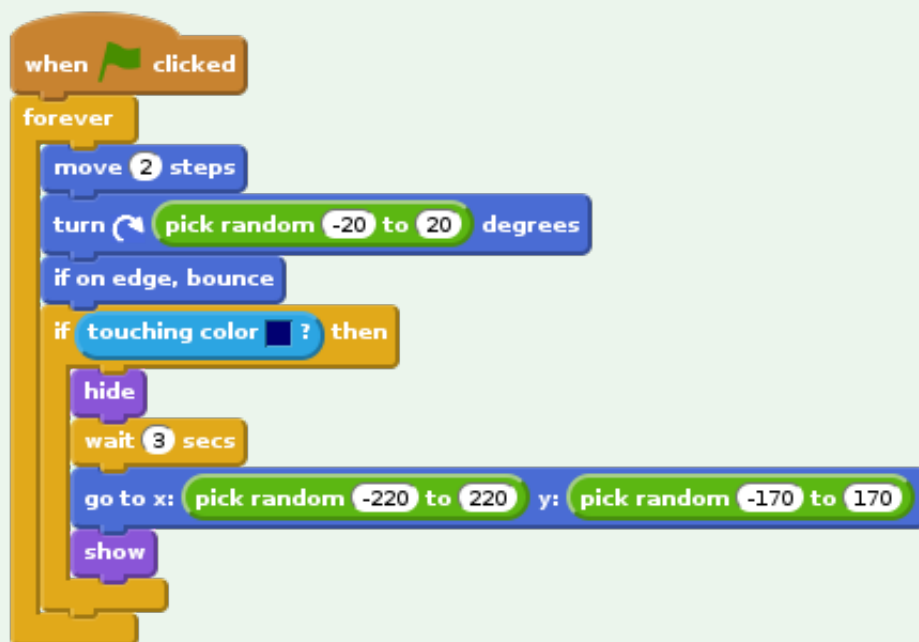 when clicked
forever
move 2 steps
turn pick random -20 to 20 degrees
if on edge, bounce
if touching color ? then
hide
wait 3 secs
go to x: pick random -220 to 220 y: pick random -170 to 170
show